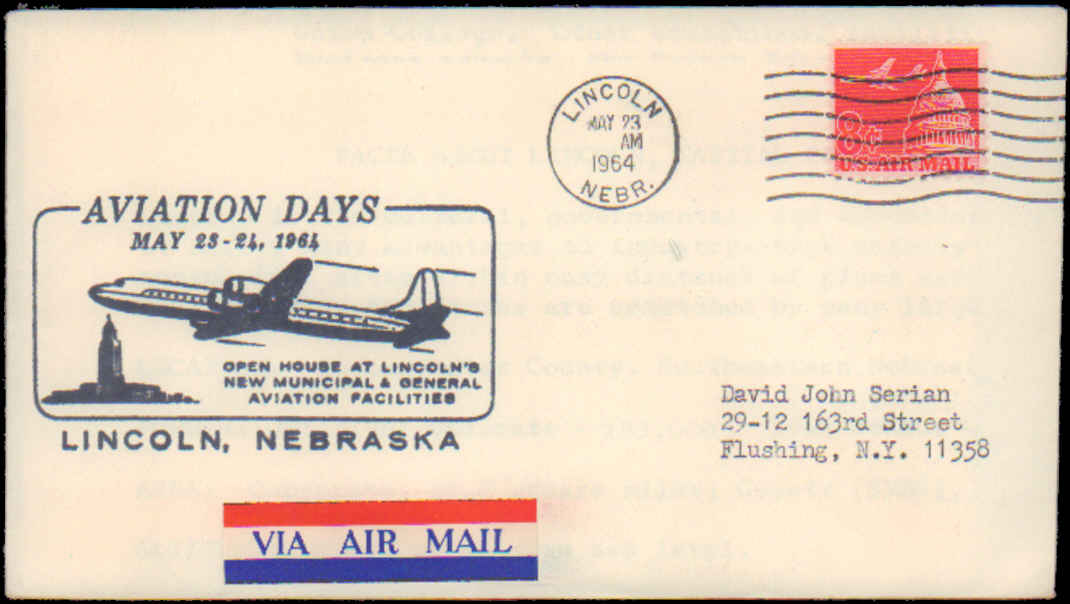 LINCOLN
MAY 23
AM
1964
NEBR.
8¢
U.S. AIR MAIL
AVIATION DAYS
MAY 23-24, 1964
OPEN HOUSE AT LINCOLN'S
NEW MUNICIPAL & GENERAL
AVIATION FACILITIES
LINCOLN, NEBRASKA
David John Serian
29-12 163rd Street
Flushing, N.Y. 11358
VIA AIR MAIL